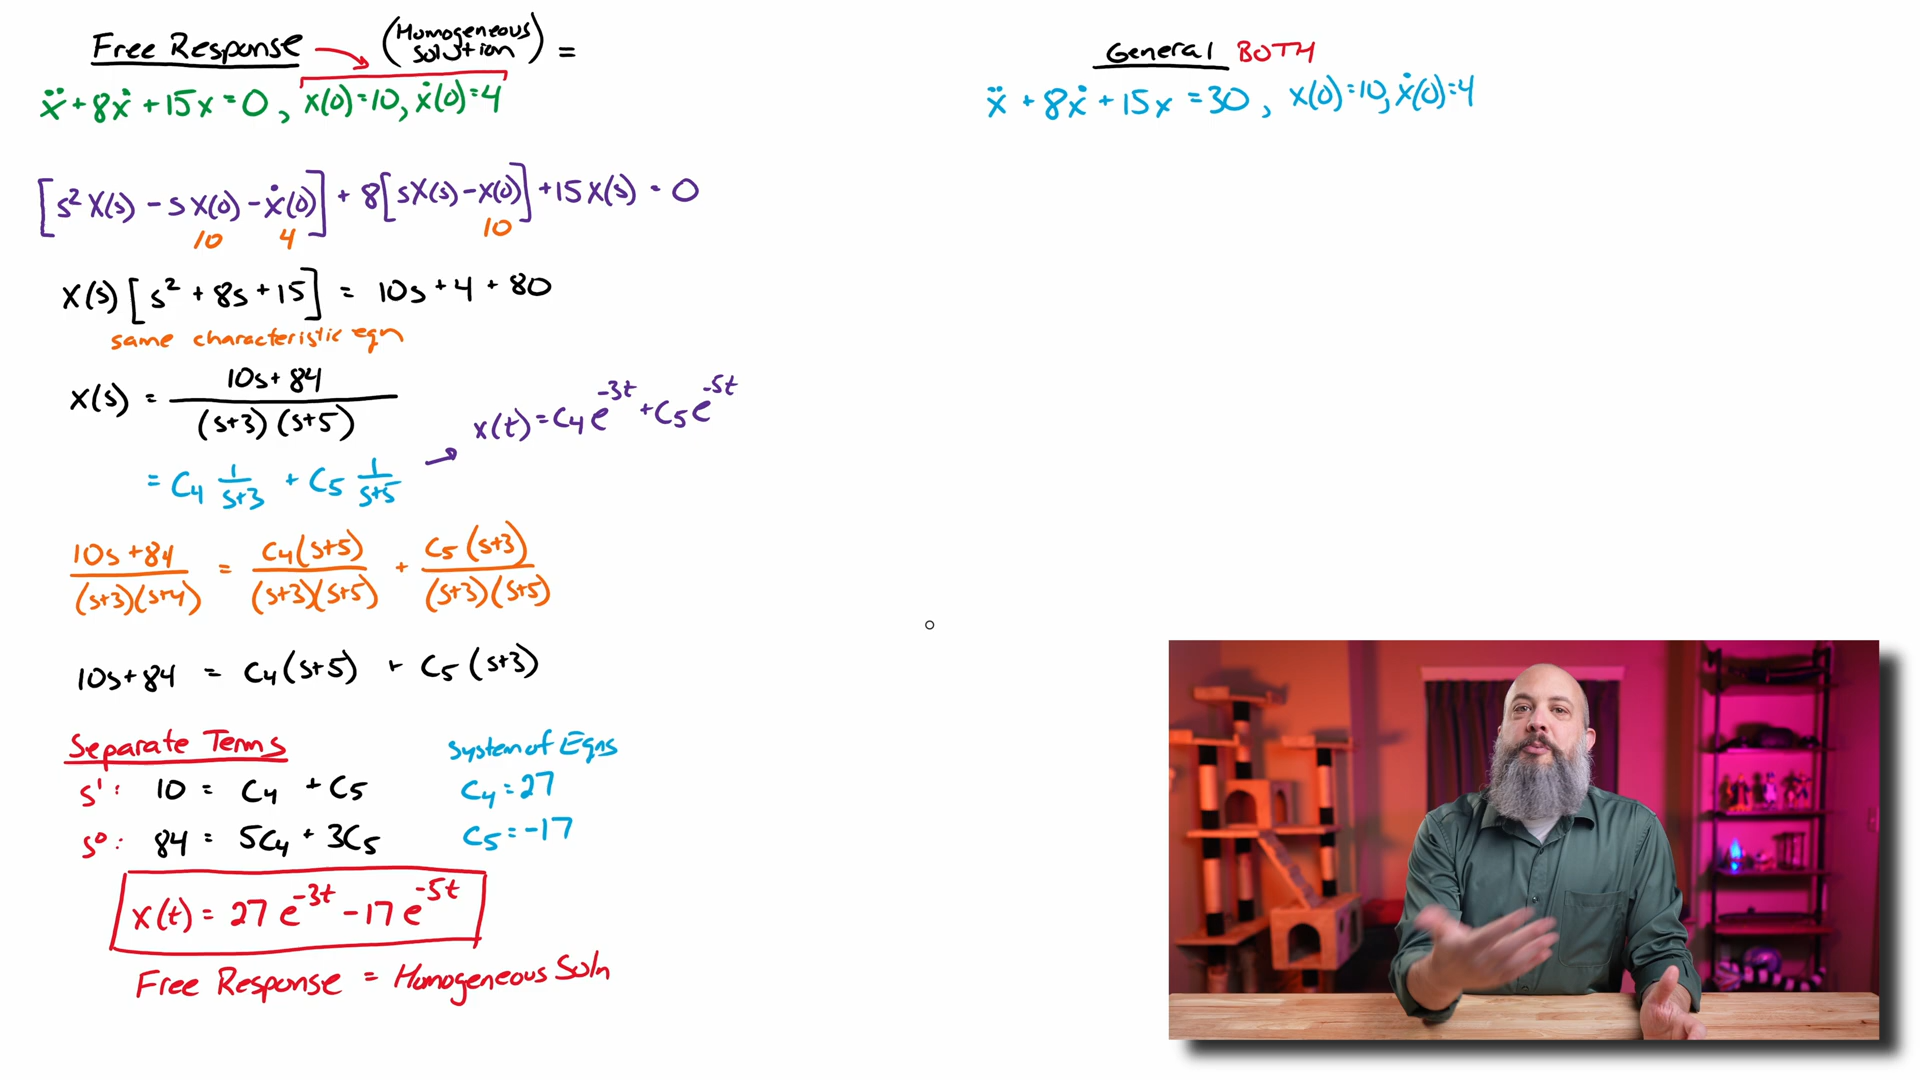 Free Response (Homogeneous solution) =
ẍ + 8ẋ + 15x = 0, x(0)=10, ẋ(0)=4
[s² X(s) - s x(0) - ẋ(0)] + 8[sX(s) - x(0)] + 15X(s) = 0
10 4 10
X(s) [s² + 8s + 15] = 10s + 4 + 80
same characteristic eqn
X(s) = 10s + 84 / (s+3)(s+5)
= C₄ 1/(s+3) + C₅ 1/(s+5) → x(t) = C₄e^(-3t) + C₅e^(-5t)
10s + 84 / (s+3)(s+4) = C₄(s+5) / (s+3)(s+5) + C₅(s+3) / (s+3)(s+5)
10s+84 = C₄(s+5) + C₅(s+3)
Separate Terms
s¹: 10 = C₄ + C₅
s⁰: 84 = 5C₄ + 3C₅
System of Eqns
C₄ = 27
C₅ = -17
x(t) = 27e^(-3t) - 17e^(-5t)
Free Response = Homogeneous Soln
General BOTH
ẍ + 8ẋ + 15x = 30, x(0)=10, ẋ(0)=4